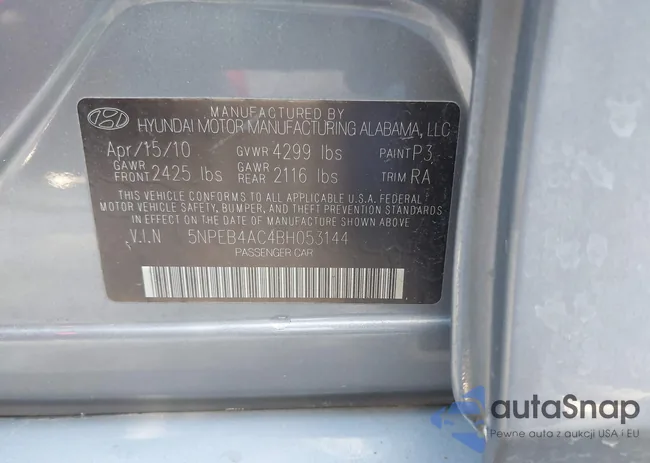 MANUFACTURED BY
HYUNDAI MOTOR MANUFACTURING ALABAMA, LLC
Apr/15/10 GVWR 4299 lbs PAINT P3
GAWR FRONT 2425 lbs GAWR REAR 2116 lbs TRIM RA
THIS VEHICLE CONFORMS TO ALL APPLICABLE U.S.A. FEDERAL
MOTOR VEHICLE SAFETY, BUMPER, AND THEFT PREVENTION STANDARDS
IN EFFECT ON THE DATE OF MANUFACTURE SHOWN ABOVE
V.I.N 5NPEB4AC4BH053144
PASSENGER CAR
autaSnap
Pewne auta z aukcji USA i EU